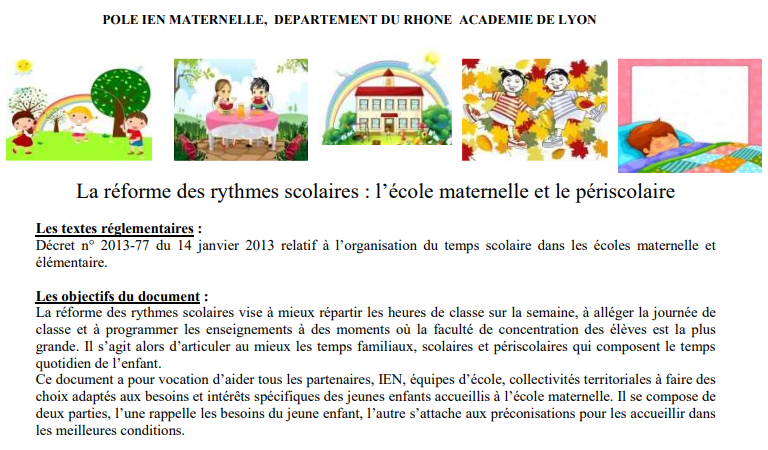 POLE IEN MATERNELLE, DEPARTEMENT DU RHONE ACADEMIE DE LYON
La réforme des rythmes scolaires : l'école maternelle et le périscolaire
Les textes réglementaires :
Décret n° 2013-77 du 14 janvier 2013 relatif à l'organisation du temps scolaire dans les écoles maternelle et
élémentaire.
Les objectifs du document :
La réforme des rythmes scolaires vise à mieux répartir les heures de classe sur la semaine, à alléger la journée de
classe et à programmer les enseignements à des moments où la faculté de concentration des élèves est la plus
grande. Il s'agit alors d'articuler au mieux les temps familiaux, scolaires et périscolaires qui composent le temps
quotidien de l'enfant.
Ce document a pour vocation d'aider tous les partenaires, IEN, équipes d'école, collectivités territoriales à faire des
choix adaptés aux besoins et intérêts spécifiques des jeunes enfants accueillis à l'école maternelle. Il se compose de
deux parties, l'une rappelle les besoins du jeune enfant, l'autre s'attache aux préconisations pour les accueillir dans
les meilleures conditions.